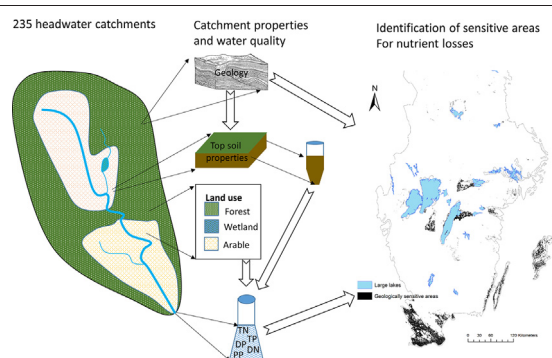 235 headwater catchments
Catchment properties
and water quality
Identification of sensitive areas
For nutrient losses
Geology
Top soil
properties
Land use
Forest
Wetland
Arable
TN
TP
DP
DN
PP
N
Large lakes
Geologically sensitive areas
0 30 60 120 Kilometers